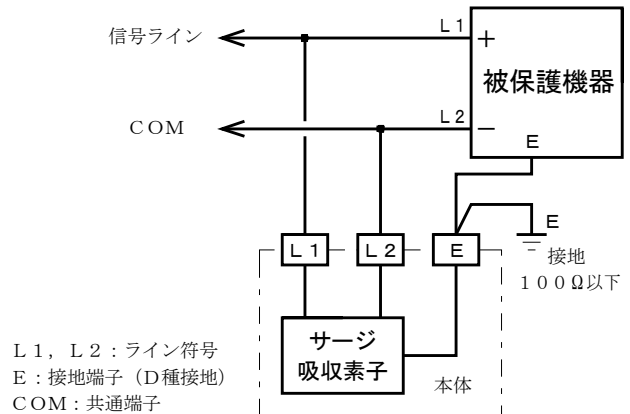 信号ライン
L1
+
被保護機器
COM
L2
−
E
L1
L2
E
E
接地
100Ω以下
サージ
吸収素子
本体
L1,L2:ライン符号
E:接地端子(D種接地)
COM:共通端子